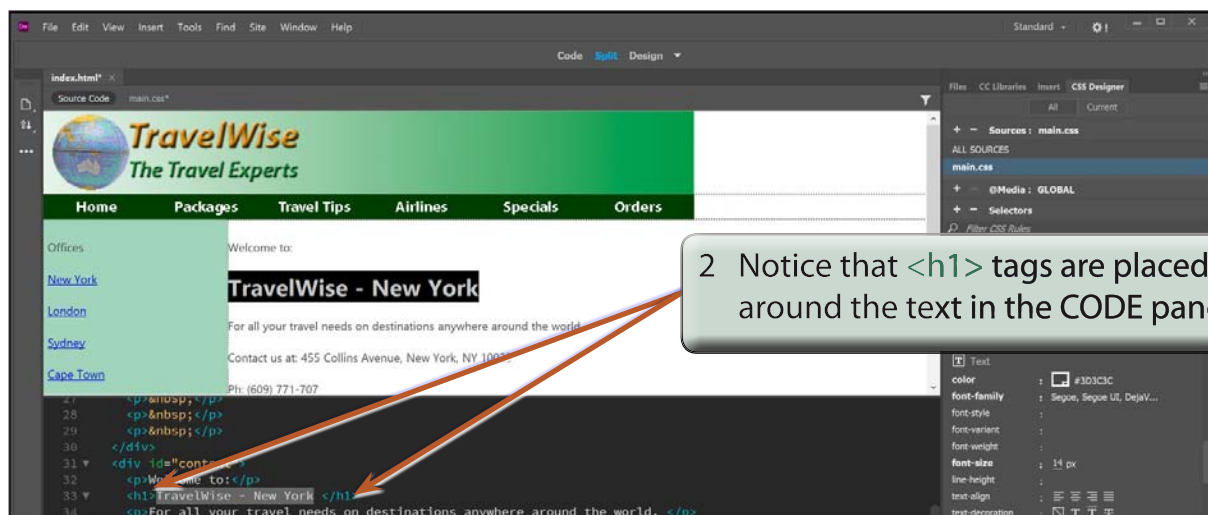 Dw File Edit View Insert Tools Find Site Window Help Standard
Code Split Design
index.html*
Source Code main.css*
Files CC Libraries Insert CSS Designer
All Current
+ - Sources : main.css
ALL SOURCES
main.css
+ - @Media : GLOBAL
+ - Selectors
Filter CSS Rules
TravelWise
The Travel Experts
Home Packages Travel Tips Airlines Specials Orders
Offices
New York
London
Sydney
Cape Town
Welcome to:
TravelWise - New York
For all your travel needs on destinations anywhere around the world
Contact us at: 455 Collins Avenue, New York, NY
Ph: (609) 771-707
2 Notice that <h1> tags are placed
around the text in the CODE pan
27 <p>&nbsp;</p>
28 <p>&nbsp;</p>
29 <p>&nbsp;</p>
30 </div>
31 <div id="content">
32 <p>Welcome to:</p>
33 <h1>TravelWise - New York </h1>
34 <p>For all your travel needs on destinations anywhere around the world. </p>
T Text
color : #3D3C3C
font-family : Segoe, Segoe UI, DejaV...
font-style :
font-variant :
font-weight :
font-size : 14 px
line-height :
text-align :
text-decoration :